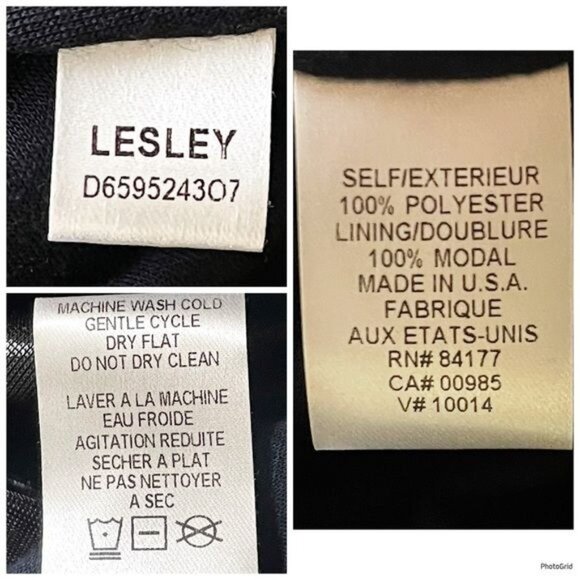 LESLEY
D659524307
MACHINE WASH COLD
GENTLE CYCLE
DRY FLAT
DO NOT DRY CLEAN
LAVER A LA MACHINE
EAU FROIDE
AGITATION REDUITE
SECHER A PLAT
NE PAS NETTOYER
A SEC
SELF/EXTERIEUR
100% POLYESTER
LINING/DOUBLURE
100% MODAL
MADE IN U.S.A.
FABRIQUE
AUX ETATS-UNIS
RN# 84177
CA# 00985
V# 10014
PhotoGrid